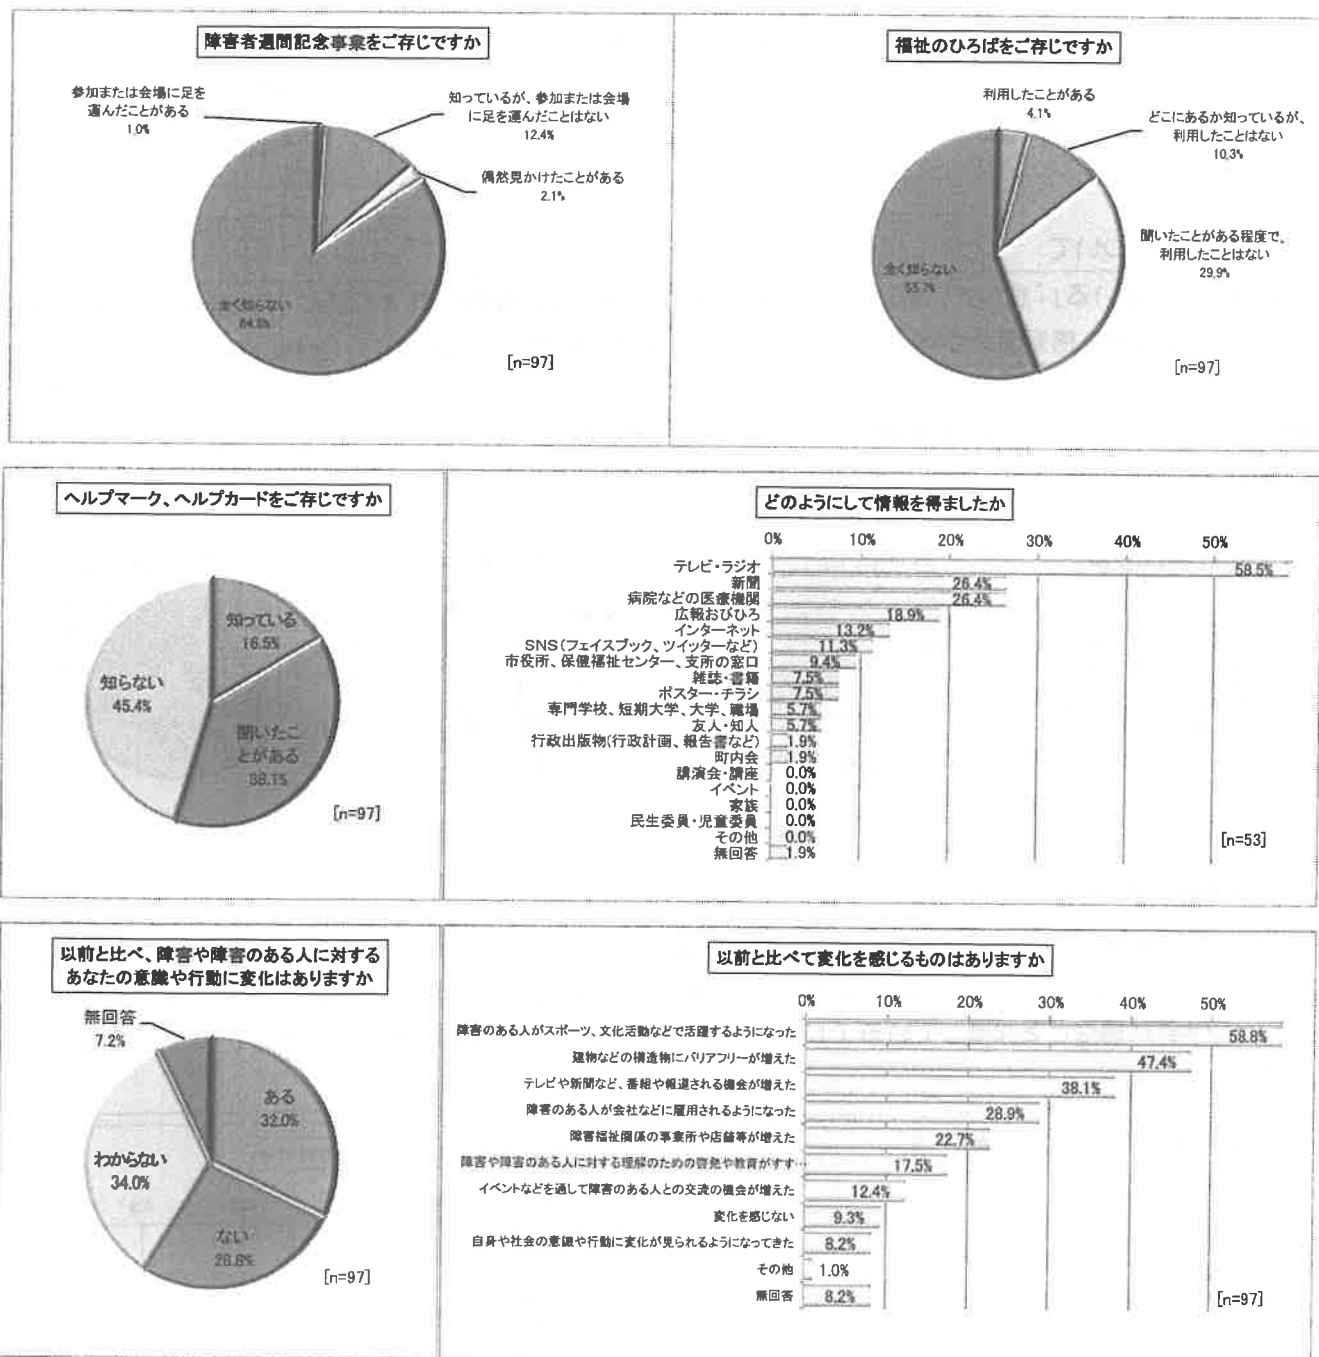 障害者週間記念事業をご存じですか
参加または会場に足を
運んだことがある
1.0%
知っているが、参加または会場
に足を運んだことはない
12.4%
偶然見かけたことがある
2.1%
全く知らない
84.5%
[n=97]
福祉のひろばをご存じですか
利用したことがある
4.1%
どこにあるか知っているが、
利用したことはない
10.3%
聞いたことがある程度で、
利用したことはない
29.9%
全く知らない
55.7%
[n=97]
ヘルプマーク、ヘルプカードをご存じですか
知っている
16.5%
知らない
45.4%
聞いたこ
とがある
38.1%
[n=97]
どのようにして情報を得ましたか
0% 10% 20% 30% 40% 50%
テレビ・ラジオ 58.5%
新聞 26.4%
病院などの医療機関 26.4%
広報おびひろ 18.9%
インターネット 13.2%
SNS(フェイスブック、ツイッターなど) 11.3%
市役所、保健福祉センター、支所の窓口 9.4%
雑誌・書籍 7.5%
ポスター・チラシ 7.5%
専門学校、短期大学、大学、職場 5.7%
友人・知人 5.7%
行政出版物(行政計画、報告書など) 1.9%
町内会 1.9%
講演会・講座 0.0%
イベント 0.0%
家族 0.0%
民生委員・児童委員 0.0%
その他 0.0%
無回答 1.9%
[n=53]
以前と比べ、障害や障害のある人に対する
あなたの意識や行動に変化はありますか
無回答
7.2%
ある
32.0%
わからない
34.0%
ない
26.8%
[n=97]
以前と比べて変化を感じるものはありますか
0% 10% 20% 30% 40% 50%
障害のある人がスポーツ、文化活動などで活躍するようになった 58.8%
建物などの構造物にバリアフリーが増えた 47.4%
テレビや新聞など、番組や報道される機会が増えた 38.1%
障害のある人が会社などに雇用されるようになった 28.9%
障害福祉関係の事業所や店舗等が増えた 22.7%
障害や障害のある人に対する理解のための啓発や教育がすす… 17.5%
イベントなどを通して障害のある人との交流の機会が増えた 12.4%
変化を感じない 9.3%
自身や社会の意識や行動に変化が見られるようになってきた 8.2%
その他 1.0%
無回答 8.2%
[n=97]